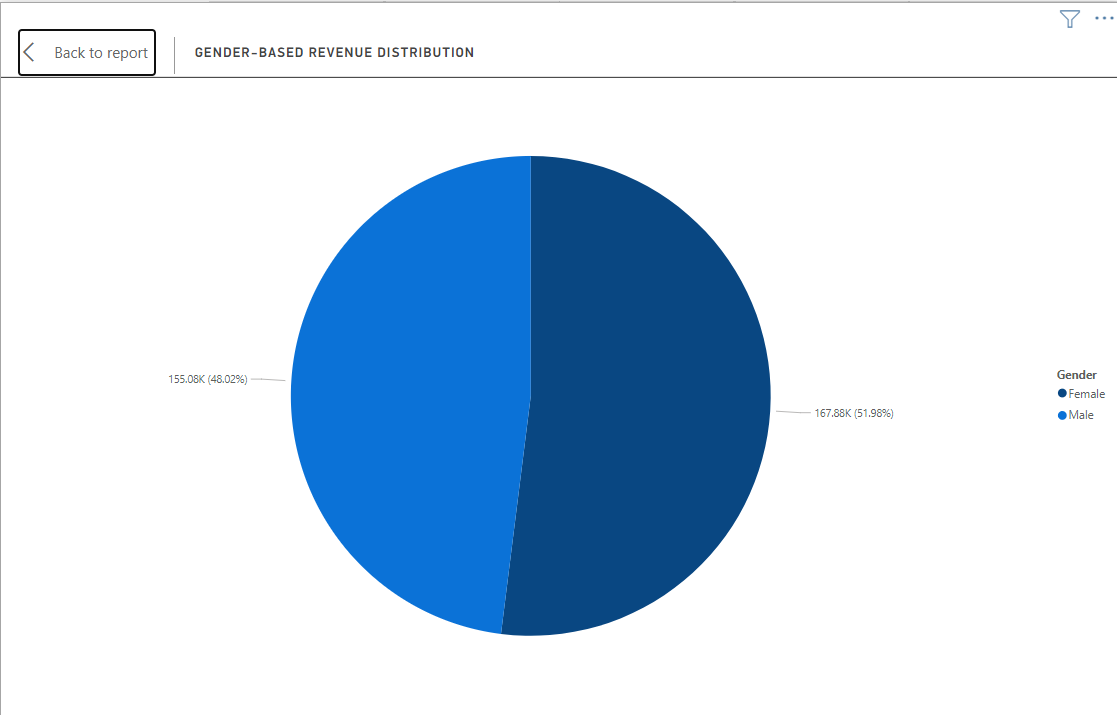 Back to report
GENDER-BASED REVENUE DISTRIBUTION
155.08K (48.02%)
167.88K (51.98%)
Gender
Female
Male